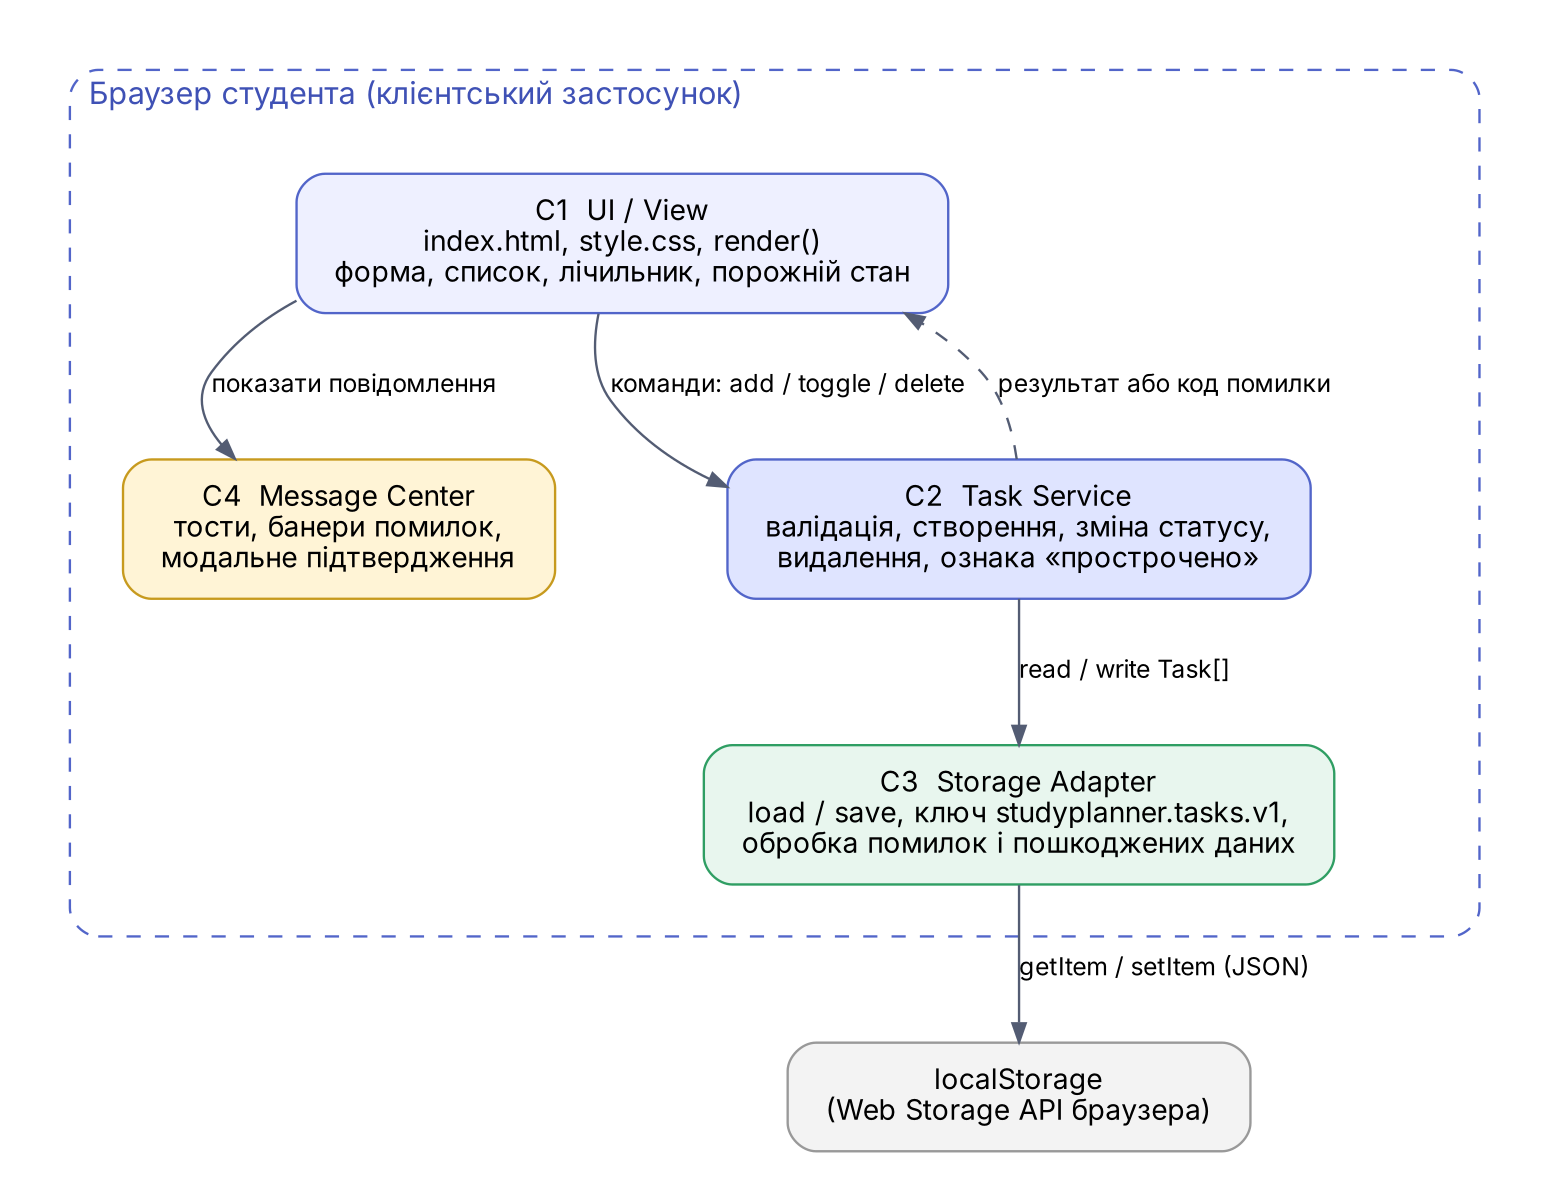 Браузер студента (клієнтський застосунок)
C1  UI / View
index.html, style.css, render()
форма, список, лічильник, порожній стан
показати повідомлення
команди: add / toggle / delete
результат або код помилки
C4  Message Center
тости, банери помилок,
модальне підтвердження
C2  Task Service
валідація, створення, зміна статусу,
видалення, ознака «прострочено»
read / write Task[]
C3  Storage Adapter
load / save, ключ studyplanner.tasks.v1,
обробка помилок і пошкоджених даних
getItem / setItem (JSON)
localStorage
(Web Storage API браузера)